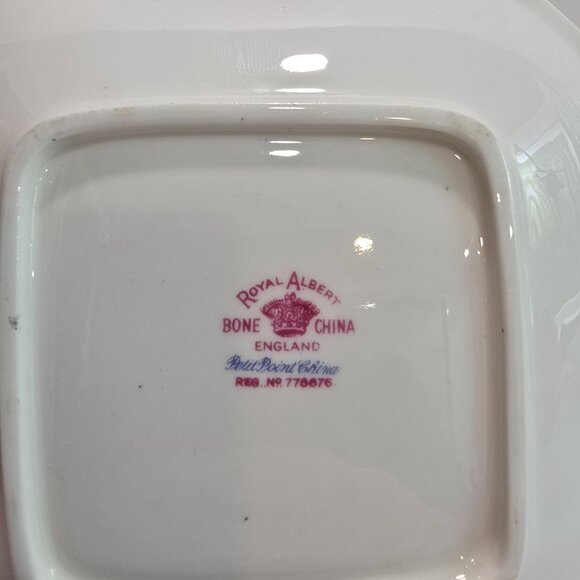 ROYAL ALBERT
BONE CHINA
ENGLAND
Petit Point China
REG. Nº 778676.